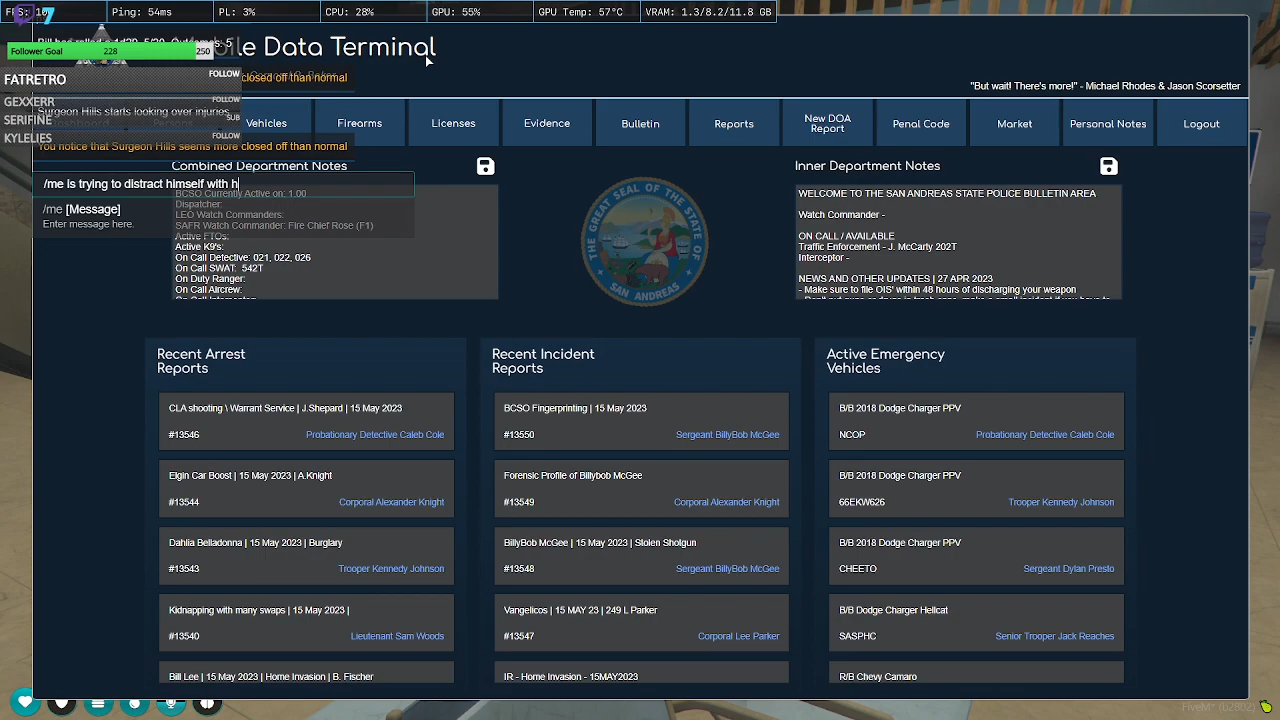 Ping: 54ms
PL: 3%
CPU: 28%
GPU: 55%
GPU Temp: 57°C
Follower Goal 228 250
Data Terminal
FATRETRO FOLLOW
closed off than normal
"But wait! There's more!" - Michael Rhodes & Jason Scorsetter
GEXXERR FOLLOW
Surgeon Hills starts looking over injuries
SERIFINE SUB
KYLELIES FOLLOW
Vehicles
Firearms
Licenses
Evidence
Bulletin
Reports
New DOA
Report
Penal Code
Market
Personal Notes
Logout
You notice that Surgeon Hills seems more closed off than normal
Combined Department Notes
/me is trying to distract himself with h
/me [Message]
Enter message here.
BCSO Currently Active on: 1.00
Dispatcher:
LEO Watch Commanders:
SAFR Watch Commander: Fire Chief Rose (F1)
Active FTOs:
Active K9's:
On Call Detective: 021, 022, 026
On Call SWAT: 542T
On Duty Ranger:
On Call Aircrew:
THE GREAT SEAL OF THE STATE OF SAN ANDREAS
Inner Department Notes
WELCOME TO THE SAN ANDREAS STATE POLICE BULLETIN AREA
Watch Commander -
ON CALL / AVAILABLE
Traffic Enforcement - J. McCarty 202T
Interceptor -
NEWS AND OTHER UPDATES | 27 APR 2023
- Make sure to file OIS' within 48 hours of discharging your weapon
Recent Arrest
Reports
CLA shooting \ Warrant Service | J.Shepard | 15 May 2023
#13546 Probationary Detective Caleb Cole
Elgin Car Boost | 15 May 2023 | A.Knight
#13544 Corporal Alexander Knight
Dahlia Belladonna | 15 May 2023 | Burglary
#13543 Trooper Kennedy Johnson
Kidnapping with many swaps | 15 May 2023 |
#13540 Lieutenant Sam Woods
Bill Lee | 15 May 2023 | Home Invasion | B. Fischer
Recent Incident
Reports
BCSO Fingerprinting | 15 May 2023
#13550 Sergeant BillyBob McGee
Forensic Profile of Billybob McGee
#13549 Corporal Alexander Knight
BillyBob McGee | 15 May 2023 | Stolen Shotgun
#13548 Sergeant BillyBob McGee
Vangelicos | 15 MAY 23 | 249 L Parker
#13547 Corporal Lee Parker
IR - Home Invasion - 15MAY2023
Active Emergency
Vehicles
B/B 2018 Dodge Charger PPV
NCOP Probationary Detective Caleb Cole
B/B 2018 Dodge Charger PPV
66EKW626 Trooper Kennedy Johnson
B/B 2018 Dodge Charger PPV
CHEETO Sergeant Dylan Presto
B/B Dodge Charger Hellcat
SASPHC Senior Trooper Jack Reaches
R/B Chevy Camaro